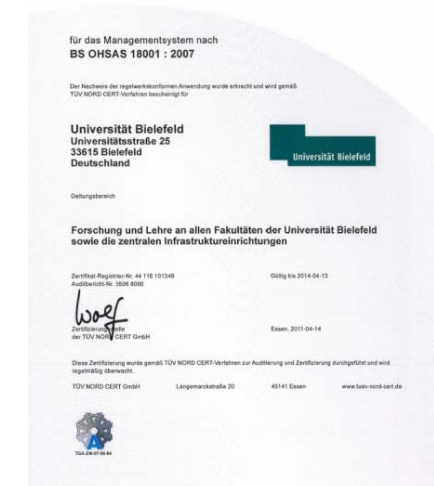 für das Managementsystem nach
BS OHSAS 18001 : 2007
Der Nachweis der regelwerkskonformen Anwendung wurde erbracht und wird gemäß
TÜV NORD CERT-Verfahren bescheinigt für
Universität Bielefeld
Universitätsstraße 25
33615 Bielefeld
Deutschland
Universität Bielefeld
Geltungsbereich
Forschung und Lehre an allen Fakultäten der Universität Bielefeld
sowie die zentralen Infrastruktureinrichtungen
Zertifikat-Registrier-Nr. 44 116 101346
Auditbericht-Nr. 3506 8080
Gültig bis 2014-04-13
Zertifizierungsstelle
der TÜV NORD CERT GmbH
Essen, 2011-04-14
Diese Zertifizierung wurde gemäß TÜV NORD CERT-Verfahren zur Auditierung und Zertifizierung durchgeführt und wird
regelmäßig überwacht.
TÜV NORD CERT GmbH Langemarckstraße 20 45141 Essen www.tuev-nord-cert.de